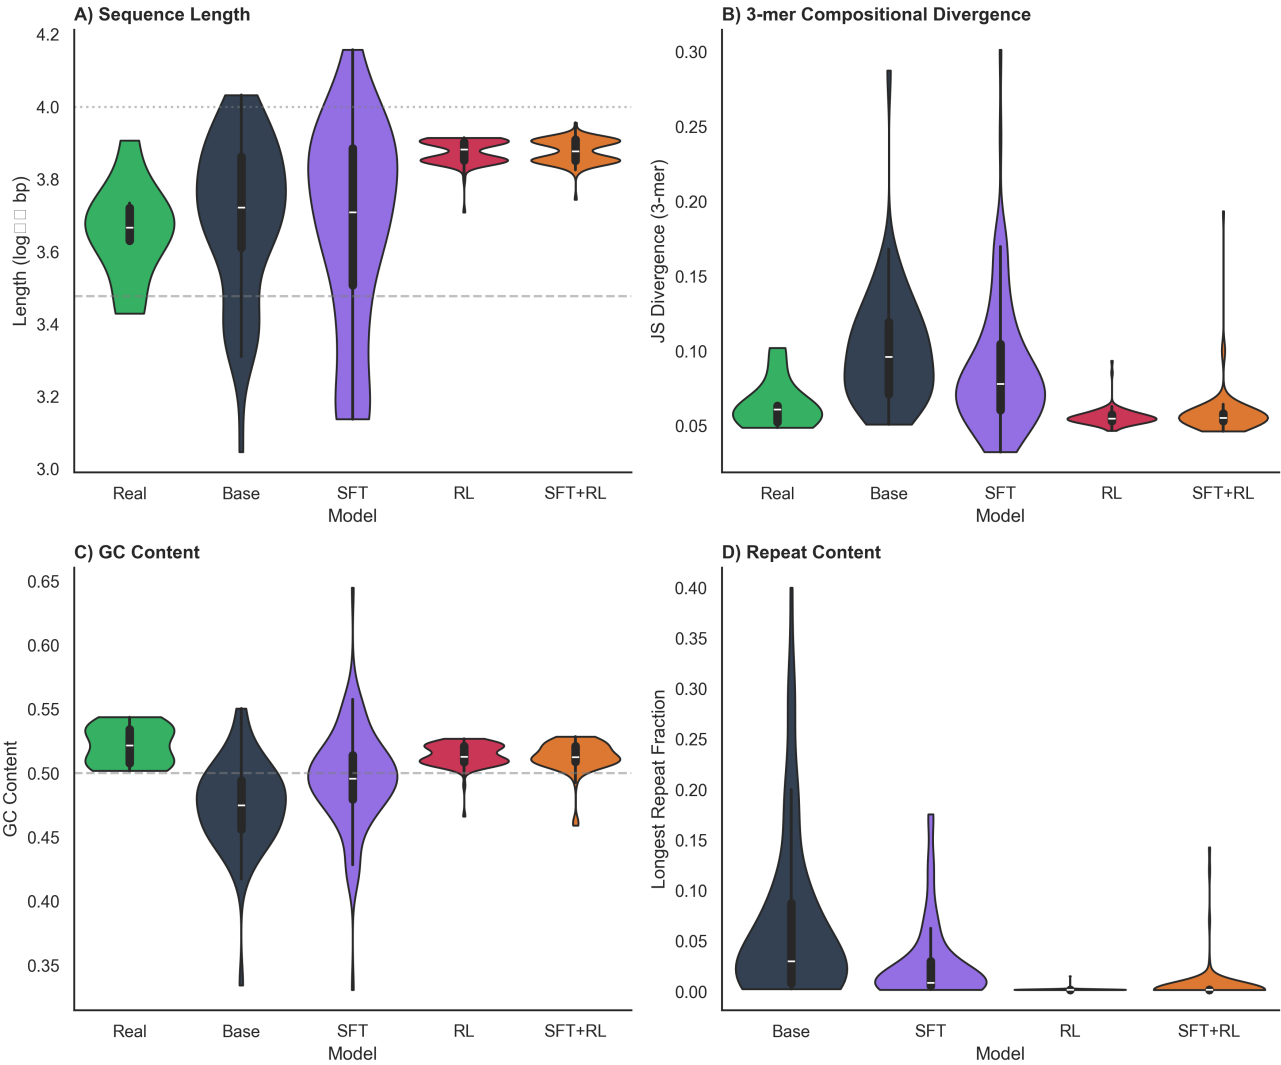 A) Sequence Length
4.2
4.0
3.8
3.6
3.4
3.2
3.0
Length (log□□ bp)
Real Base SFT RL SFT+RL
Model
B) 3-mer Compositional Divergence
0.30
0.25
0.20
0.15
0.10
0.05
JS Divergence (3-mer)
Real Base SFT RL SFT+RL
Model
C) GC Content
0.65
0.60
0.55
0.50
0.45
0.40
0.35
GC Content
Real Base SFT RL SFT+RL
Model
D) Repeat Content
0.40
0.35
0.30
0.25
0.20
0.15
0.10
0.05
0.00
Longest Repeat Fraction
Base SFT RL SFT+RL
Model